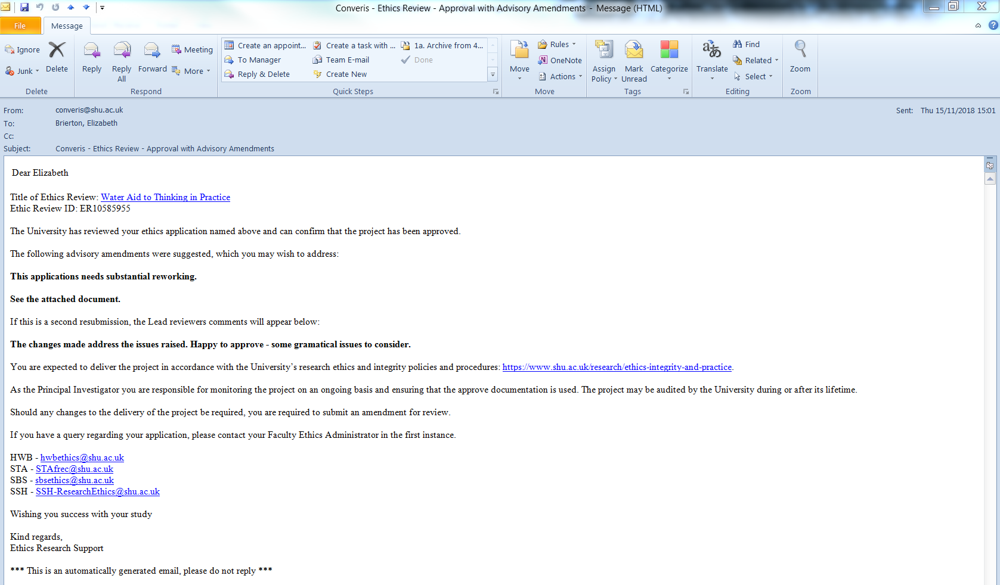 Converis - Ethics Review - Approval with Advisory Amendments - Message (HTML)
File Message
Ignore
Junk
Delete
Delete
Reply
Reply All
Forward
Meeting
More
Respond
Create an appoint... Create a task with ... 1a. Archive from 4...
To Manager Team E-mail Done
Reply & Delete Create New
Quick Steps
Move
Rules
OneNote
Actions
Move
Assign Policy
Mark Unread
Categorize
Tags
Translate
Find
Related
Select
Editing
Zoom
Zoom
From: converis@shu.ac.uk Sent: Thu 15/11/2018 15:01
To: Brierton, Elizabeth
Cc:
Subject: Converis - Ethics Review - Approval with Advisory Amendments
Dear Elizabeth
Title of Ethics Review: Water Aid to Thinking in Practice
Ethic Review ID: ER10585955
The University has reviewed your ethics application named above and can confirm that the project has been approved.
The following advisory amendments were suggested, which you may wish to address:
This applications needs substantial reworking.
See the attached document.
If this is a second resubmission, the Lead reviewers comments will appear below:
The changes made address the issues raised. Happy to approve - some gramatical issues to consider.
You are expected to deliver the project in accordance with the University’s research ethics and integrity policies and procedures: https://www.shu.ac.uk/research/ethics-integrity-and-practice.
As the Principal Investigator you are responsible for monitoring the project on an ongoing basis and ensuring that the approve documentation is used. The project may be audited by the University during or after its lifetime.
Should any changes to the delivery of the project be required, you are required to submit an amendment for review.
If you have a query regarding your application, please contact your Faculty Ethics Administrator in the first instance.
HWB - hwbethics@shu.ac.uk
STA - STAfrec@shu.ac.uk
SBS - sbsethics@shu.ac.uk
SSH - SSH-ResearchEthics@shu.ac.uk
Wishing you success with your study
Kind regards,
Ethics Research Support
*** This is an automatically generated email, please do not reply ***